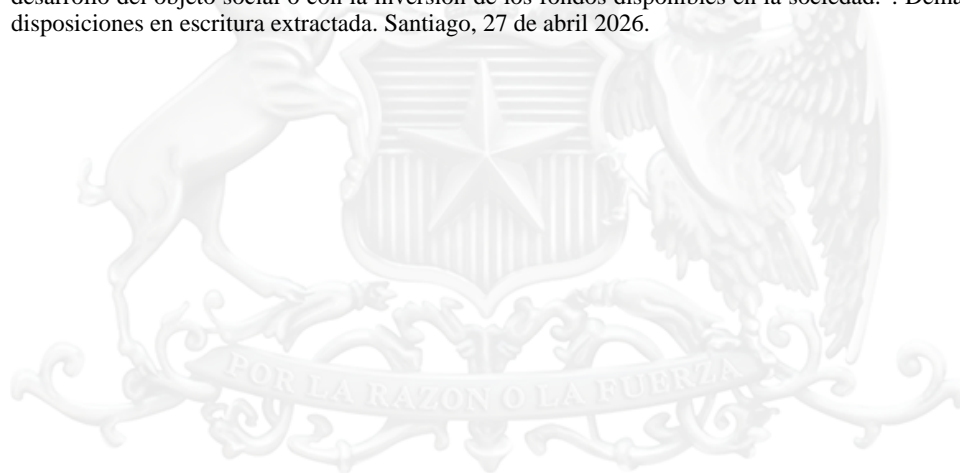 desarrollo del objeto social o con la inversión de los fondos disponibles en la sociedad.
disposiciones en escritura extractada. Santiago, 27 de abril 2026.
POR LA RAZON O LA FUERZA